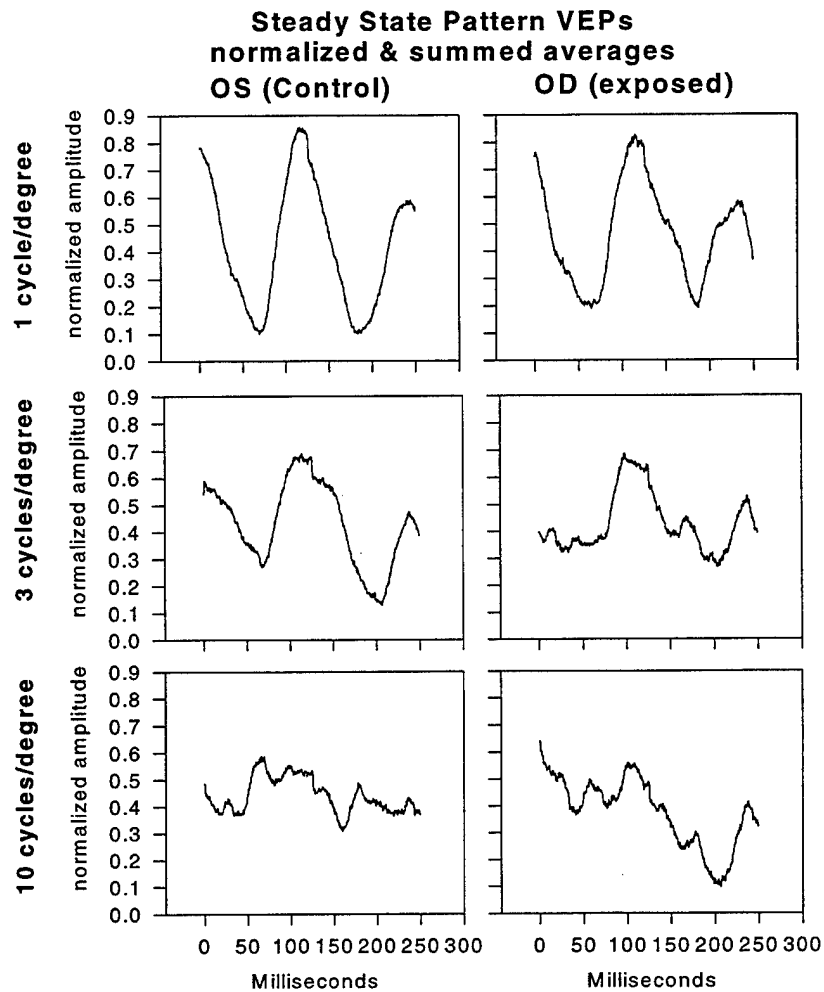 Steady State Pattern VEPs
normalized & summed averages
OS (Control)
OD (exposed)
1 cycle/degree
normalized amplitude
0.9
0.8
0.7
0.6
0.5
0.4
0.3
0.2
0.1
0.0
3 cycles/degree
normalized amplitude
0.9
0.8
0.7
0.6
0.5
0.4
0.3
0.2
0.1
0.0
10 cycles/degree
normalized amplitude
0.9
0.8
0.7
0.6
0.5
0.4
0.3
0.2
0.1
0.0
0 50 100 150 200 250 300
0 50 100 150 200 250 300
Milliseconds
Milliseconds